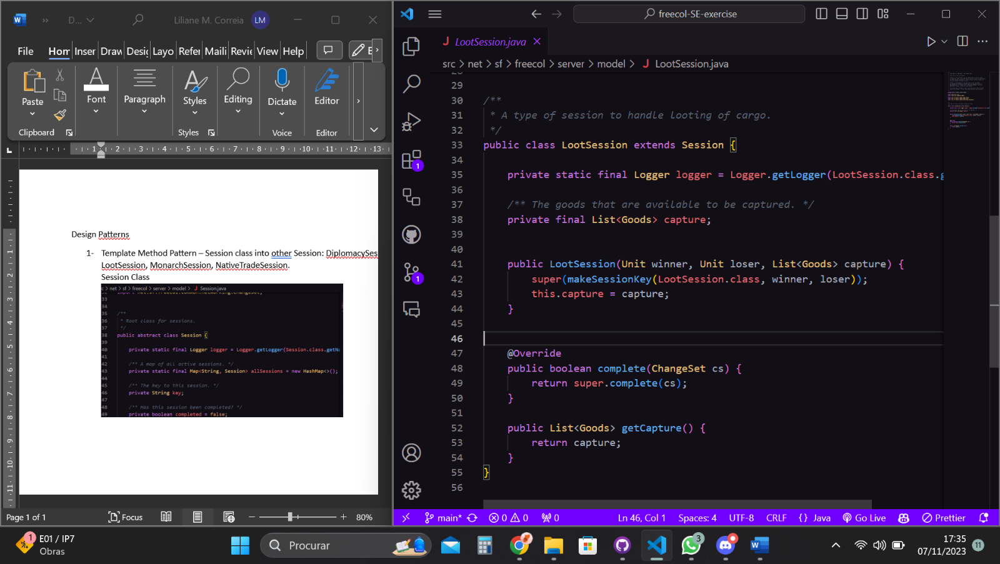 D...
Liliane M. Correia
LM
File Hom Inser Draw Desig Layo Refer Maili Revie View Help
Paste
Font
Paragraph
Styles
Editing
Dictate
Editor
Clipboard
Styles
Voice
Editor
1 2 3 4 5 6 7 8 9 10 11 12 13
Design Patterns
1- Template Method Pattern – Session class into other Session: DiplomacySes
LootSession, MonarchSession, NativeTradeSession.
Session Class
c > net > sf > freecol > server > model > J Session.java
33
34
35 /**
36 * Root class for sessions.
37 */
38 public abstract class Session {
39
40 private static final Logger logger = Logger.getLogger(Session.class.getNa
41
42 /** A map of all active sessions. */
43 private static final Map<String, Session> allSessions = new HashMap<>();
44
45 /** The key to this session. */
46 private String key;
47
48 /** Has this session been completed? */
49 private boolean completed = false;
Page 1 of 1
Focus
80%
freecol-SE-exercise
J LootSession.java
src > net > sf > freecol > server > model > J LootSession.java
29
30 /**
31 * A type of session to handle looting of cargo.
32 */
33 public class LootSession extends Session {
34
35 private static final Logger logger = Logger.getLogger(LootSession.class.g
36
37 /** The goods that are available to be captured. */
38 private final List<Goods> capture;
39
40
41 public LootSession(Unit winner, Unit loser, List<Goods> capture) {
42 super(makeSessionKey(LootSession.class, winner, loser));
43 this.capture = capture;
44 }
45
46
47 @Override
48 public boolean complete(ChangeSet cs) {
49 return super.complete(cs);
50 }
51
52 public List<Goods> getCapture() {
53 return capture;
54 }
55 }
56
1
1
main*
0 0
0
Ln 46, Col 1
Spaces: 4
UTF-8
CRLF
{} Java
Go Live
Prettier
1
E01 / IP7
Obras
Procurar
3
17:35
07/11/2023
11